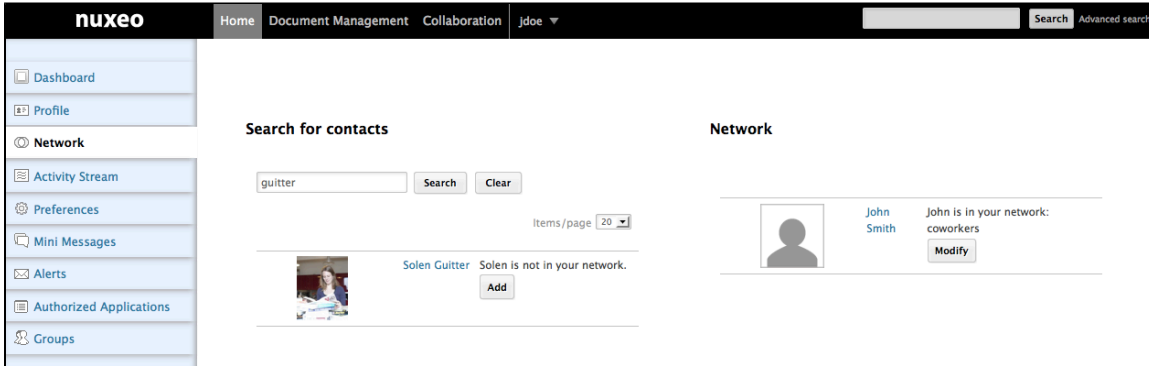 nuxeo
Home Document Management Collaboration jdoe
Search Advanced search
Dashboard
Profile
Network
Activity Stream
Preferences
Mini Messages
Alerts
Authorized Applications
Groups
Search for contacts
guitter Search Clear
Items/page 20
Solen Guitter Solen is not in your network.
Add
Network
John Smith
John is in your network:
coworkers
Modify